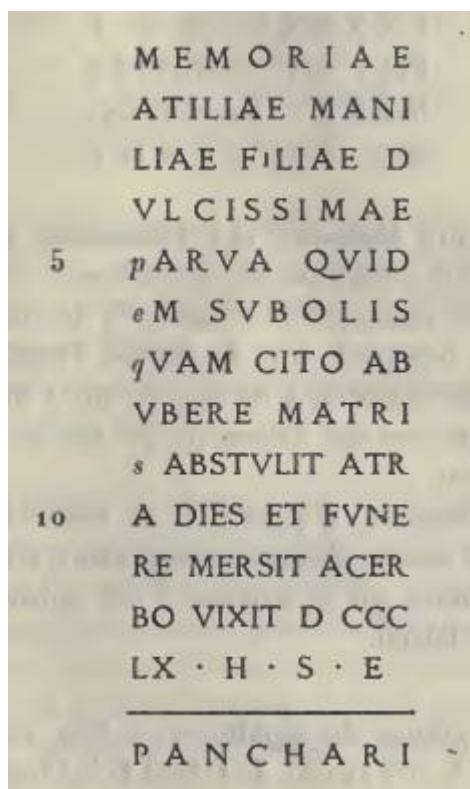 MEMORIAE
ATILIAE MANI
LIAE FILIAE D
VLCISSIMAE
5 pARVA QVID
eM SVBOLIS
qVAM CITO AB
VBERE MATRI
s ABSTVLIT ATR
10 A DIES ET FVNE
RE MERSIT ACER
BO VIXIT D CCC
LX · H · S · E
PANCHARI